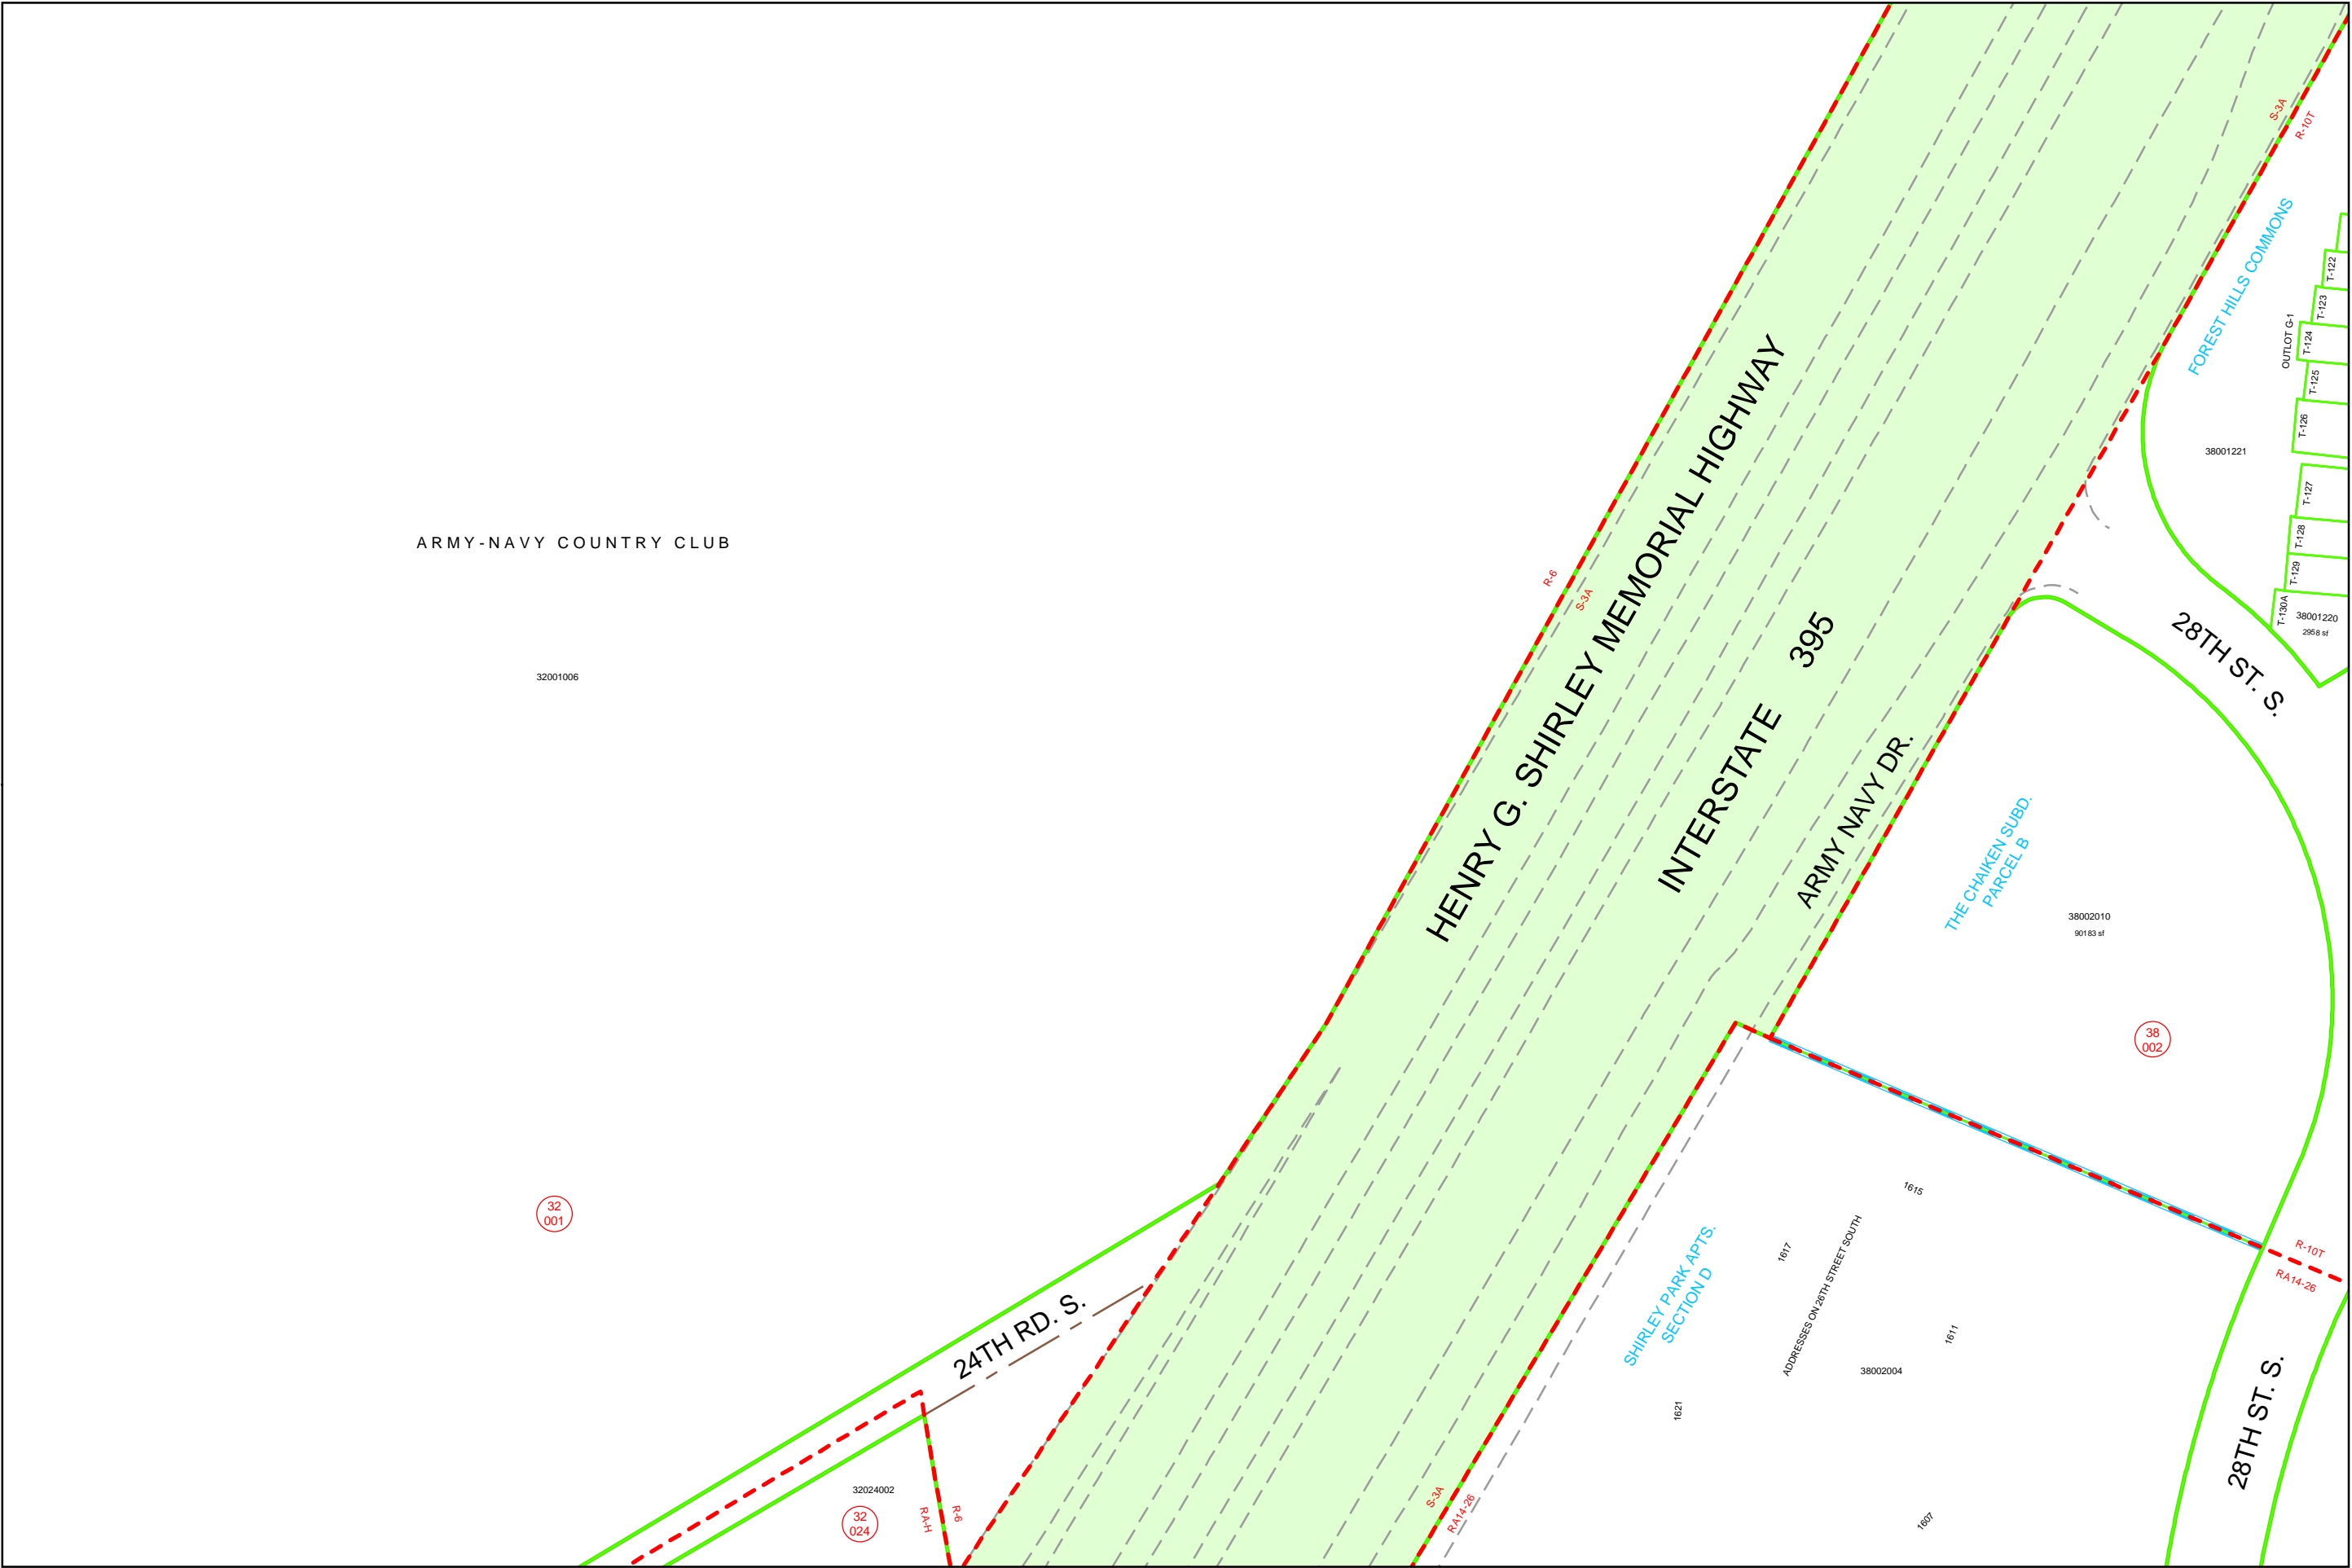 S-3A
R-10T
FOREST HILLS COMMONS
T-122
T-123
OUTLOT G-1
T-124
T-125
T-126
38001221
T-127
T-128
T-129
T-130A
38001220
2958 sf
28TH ST. S.
HENRY G. SHIRLEY MEMORIAL HIGHWAY
INTERSTATE 395
ARMY NAVY DR.
R-6
S-3A
ARMY-NAVY COUNTRY CLUB
32001006
THE CHAIKEN SUBD.
PARCEL B
38002010
90183 sf
38
002
32
001
1615
1617
ADDRESSES ON 26TH STREET SOUTH
SHIRLEY PARK APTS.
SECTION D
R-10T
RA14-26
1611
38002004
1621
24TH RD. S.
28TH ST. S.
32024002
32
024
RA-H
R-6
S-3A
RA14-26
1607